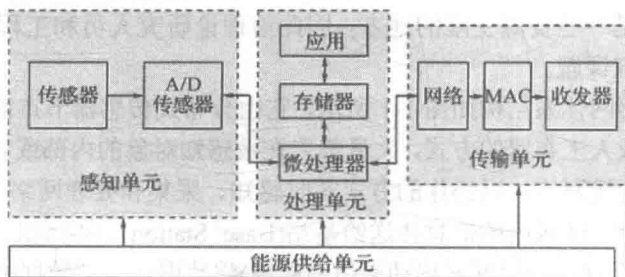 应用
传感器
A/D
传感器
存储器
网络
MAC
收发器
微处理器
感知单元
处理单元
传输单元
能源供给单元